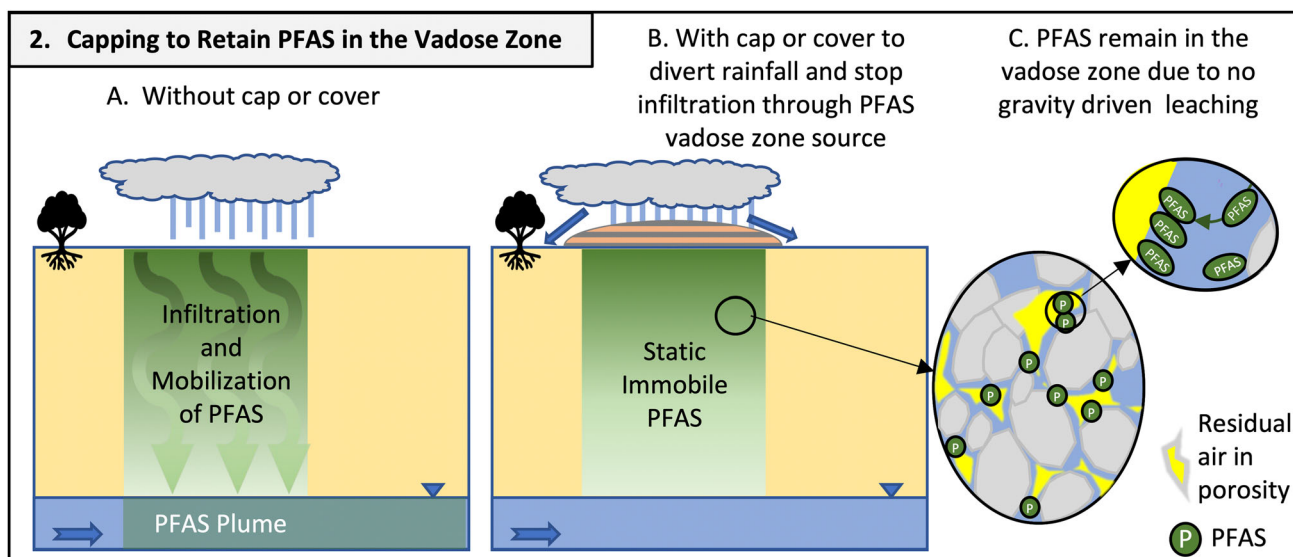 2. Capping to Retain PFAS in the Vadose Zone
A. Without cap or cover
B. With cap or cover to
divert rainfall and stop
infiltration through PFAS
vadose zone source
C. PFAS remain in the
vadose zone due to no
gravity driven leaching
Infiltration
and
Mobilization
of PFAS
PFAS Plume
Static
Immobile
PFAS
PFAS
PFAS
PFAS
PFAS
PFAS
P
P
P
P
P
P
P
P
P
P
Residual
air in
porosity
P PFAS